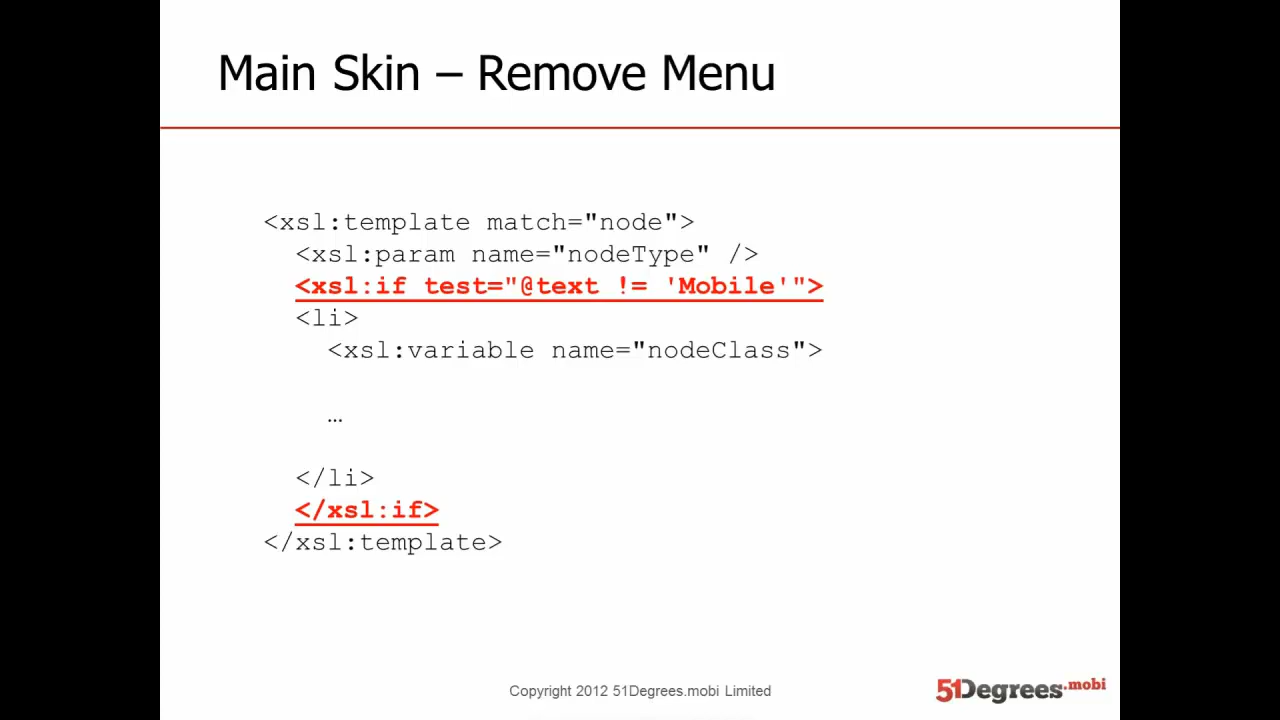 Main Skin – Remove Menu
<xsl:template match="node">
<xsl:param name="nodeType" />
<xsl:if test="@text != 'Mobile'">
<li>
<xsl:variable name="nodeClass">
…
</li>
</xsl:if>
</xsl:template>
Copyright 2012 51Degrees.mobi Limited
51Degrees.mobi